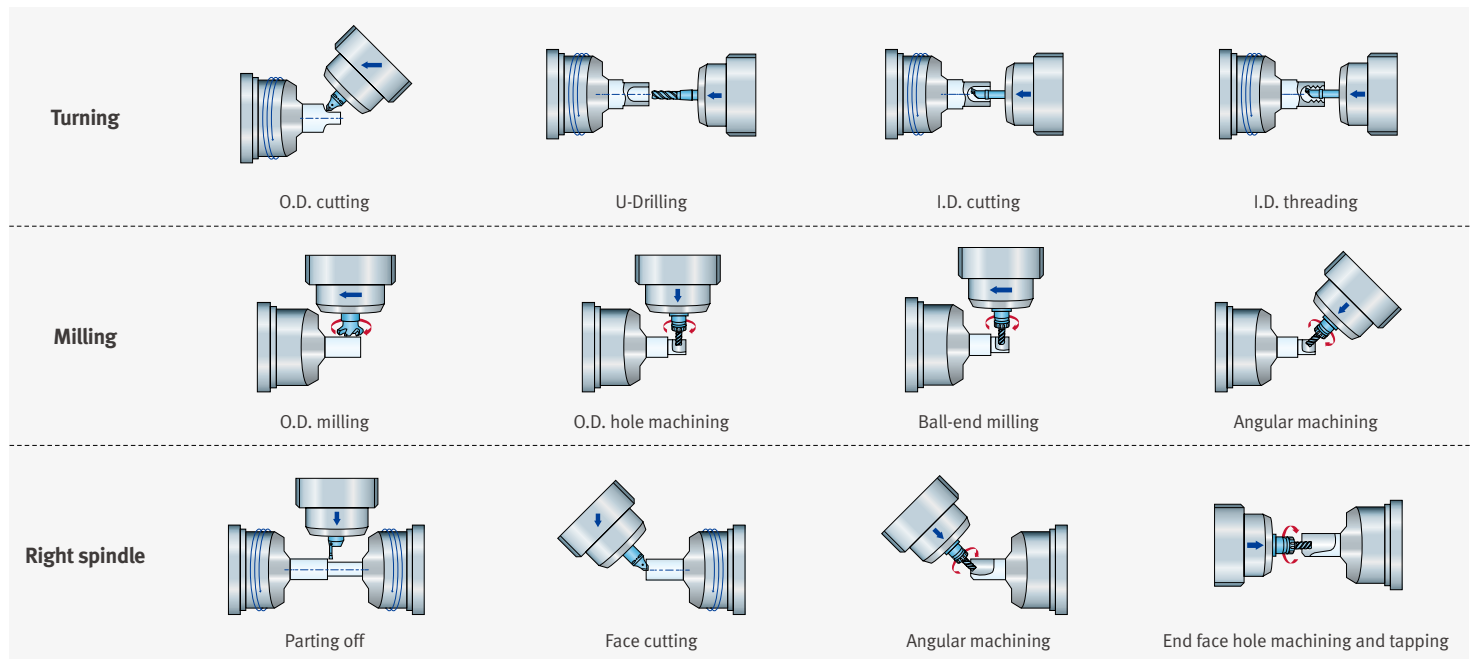 Turning
O.D. cutting
U-Drilling
I.D. cutting
I.D. threading
Milling
O.D. milling
O.D. hole machining
Ball-end milling
Angular machining
Right spindle
Parting off
Face cutting
Angular machining
End face hole machining and tapping